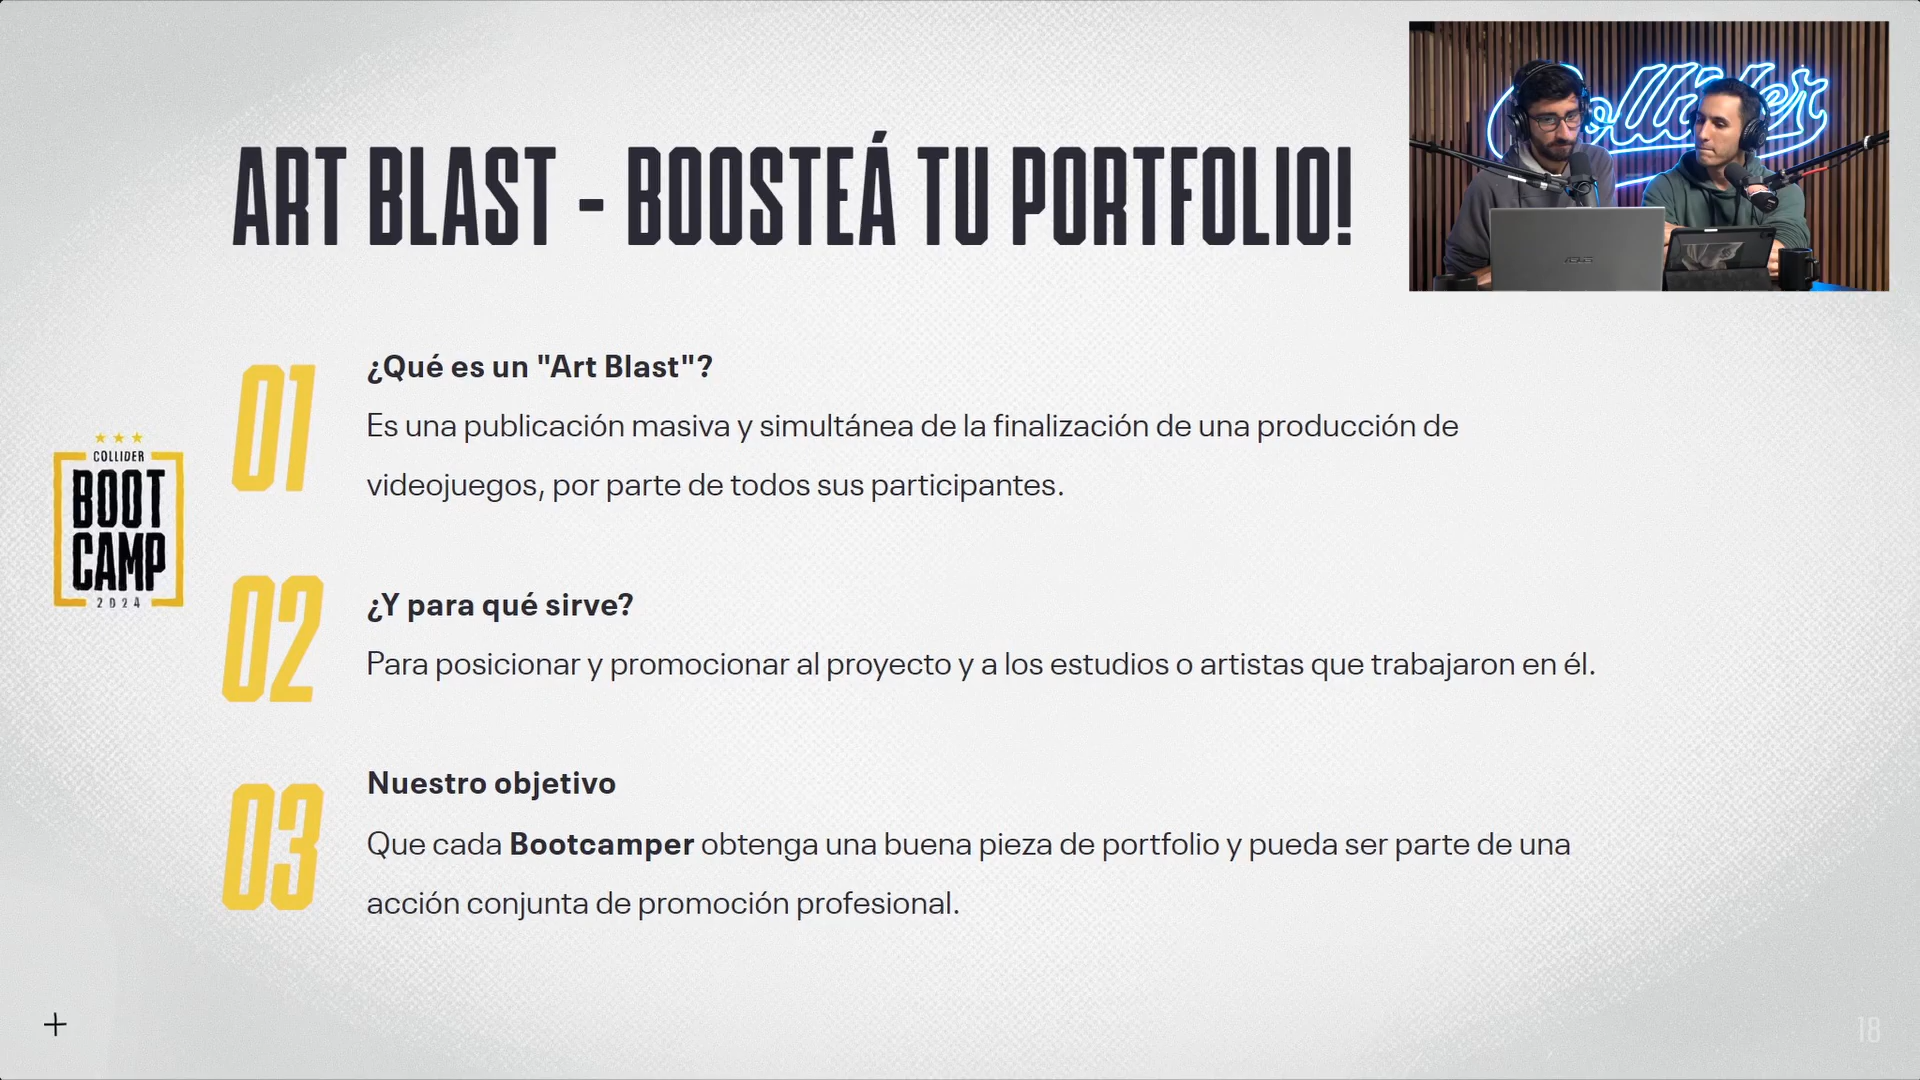 ART BLAST - BOOSTEÁ TU PORTFOLIO!
Collider
ASUS
01
¿Qué es un "Art Blast"?
Es una publicación masiva y simultánea de la finalización de una producción de
videojuegos, por parte de todos sus participantes.
COLLIDER
BOOT
CAMP
2024
02
¿Y para qué sirve?
Para posicionar y promocionar al proyecto y a los estudios o artistas que trabajaron en él.
03
Nuestro objetivo
Que cada Bootcamper obtenga una buena pieza de portfolio y pueda ser parte de una
acción conjunta de promoción profesional.
18